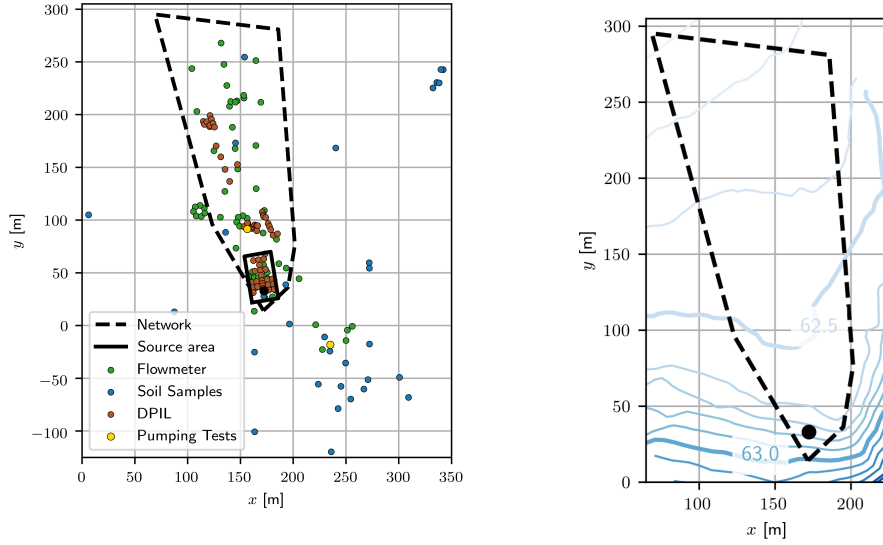 300
250
200
150
100
50
0
−50
−100
y [m]
0
50
100
150
200
250
300
350
x [m]
Network
Source area
Flowmeter
Soil Samples
DPIL
Pumping Tests
300
250
200
150
100
50
0
y [m]
62.5
63.0
100
150
200
x [m]